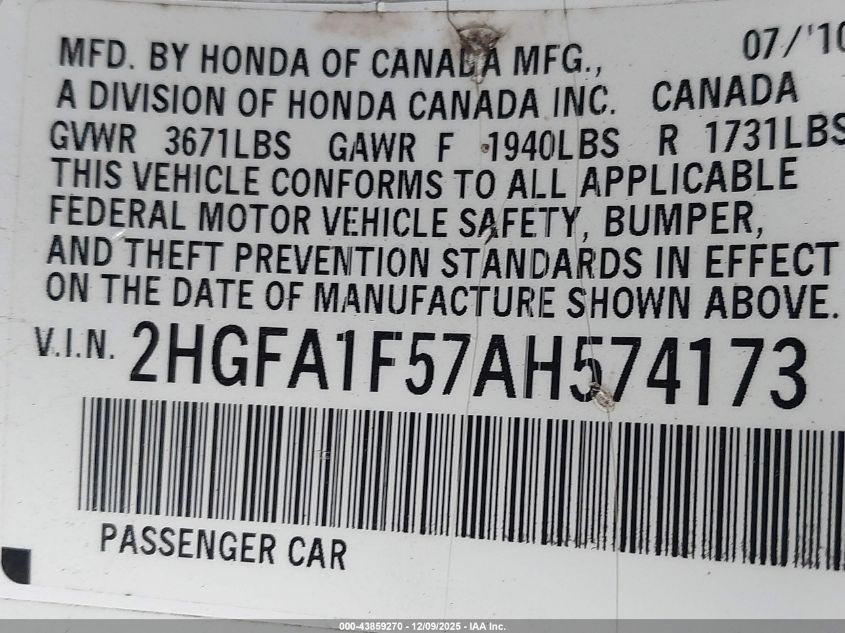 MFD. BY HONDA OF CANADA MFG., 07/'10
A DIVISION OF HONDA CANADA INC. CANADA
GVWR 3671LBS GAWR F 1940LBS R 1731LBS
THIS VEHICLE CONFORMS TO ALL APPLICABLE
FEDERAL MOTOR VEHICLE SAFETY, BUMPER,
AND THEFT PREVENTION STANDARDS IN EFFECT
ON THE DATE OF MANUFACTURE SHOWN ABOVE.
V.I.N. 2HGFA1F57AH574173
PASSENGER CAR
000-43859270 - 12/09/2025 - IAA Inc.